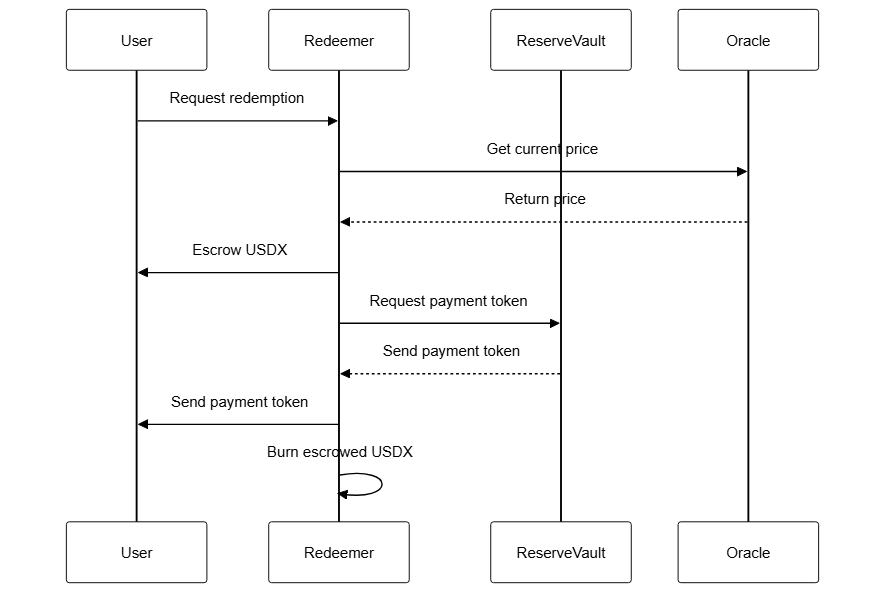 User
Redeemer
ReserveVault
Oracle
Request redemption
Get current price
Return price
Escrow USDX
Request payment token
Send payment token
Send payment token
Burn escrowed USDX
User
Redeemer
ReserveVault
Oracle